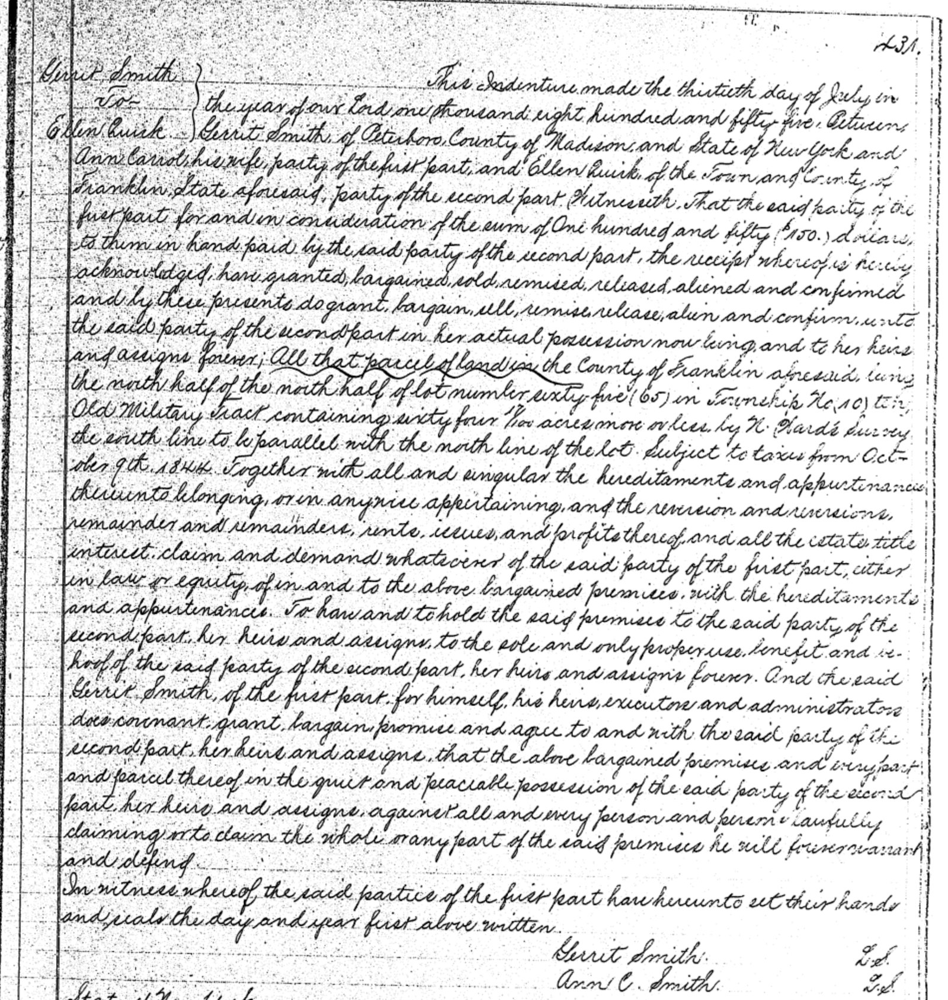 431.
Gerrit Smith
To
Ellen Quirk
This Indenture made the thirtieth day of July in
the year of our Lord one thousand eight hundred and fifty five, Between,
Gerrit Smith, of Peterboro, County of Madison, and State of New York and
Ann Carrol, his wife, party of the first part, and Ellen Quirk, of the Town and County of
Franklin, State aforesaid, party of the second part, Witnesseth, That the said party of the
first part for and in consideration of the sum of One hundred and fifty ($150.) dollars,
to them in hand paid by the said party of the second part, the receipt whereof is hereby
acknowledged, have granted, bargained, sold, remised, released, aliened and confirmed
and by these presents do grant, bargain, sell, remise, release, alien and confirm, unto
the said party of the second part in her actual possession now being, and to her heirs
and assigns forever; All that parcel of land in the County of Franklin aforesaid, being
the north half of the north half of lot number sixty-five (65) in Township No. (10) ten,
Old Military Tract containing sixty four 17/100 acres more or less, by N. Ward's Survey
the south line to be parallel with the north line of the lot. Subject to taxes from Oct-
ober 9th. 1844. Together with all and singular the hereditaments and appurtenances
thereunto belonging, or in anywise appertaining, and the reversion and reversions,
remainder and remainders, rents, issues, and profits thereof, and all the estate, title
interest, claim and demand whatsoever of the said party of the first part, either
in law or equity, of in and to the above bargained premises, with the hereditaments
and appurtenances. To have and to hold the said premises to the said party of the
second part, her heirs and assigns, to the sole and only proper use, benefit and be-
hoof of the said party of the second part, her heirs and assigns forever. And the said
Gerrit Smith, of the first part, for himself, his heirs, executors and administrators
does covenant, grant, bargain, promise and agree to and with the said party of the
second part, her heirs and assigns, that the above bargained premises and every part
and parcel thereof in the quiet and peaceable possession of the said party of the second
part, her heirs and assigns, against all and every person and persons lawfully
claiming or to claim the whole or any part of the said premises he will forever warrant
and defend.
In witness whereof, the said parties of the first part have hereunto set their hands
and seals the day and year first above written.
Gerrit Smith. L.S.
Ann C. Smith. L.S.
State of New York